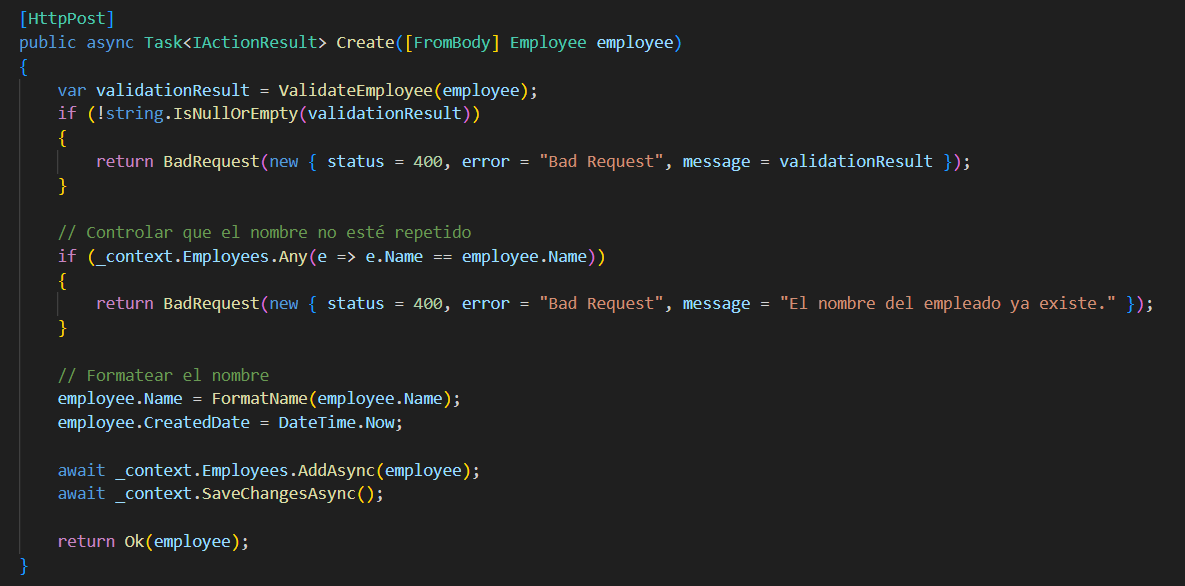 [HttpPost]
public async Task<IActionResult> Create([FromBody] Employee employee)
{
    var validationResult = ValidateEmployee(employee);
    if (!string.IsNullOrEmpty(validationResult))
    {
        return BadRequest(new { status = 400, error = "Bad Request", message = validationResult });
    }

    // Controlar que el nombre no esté repetido
    if (_context.Employees.Any(e => e.Name == employee.Name))
    {
        return BadRequest(new { status = 400, error = "Bad Request", message = "El nombre del empleado ya existe." });
    }

    // Formatear el nombre
    employee.Name = FormatName(employee.Name);
    employee.CreatedDate = DateTime.Now;

    await _context.Employees.AddAsync(employee);
    await _context.SaveChangesAsync();

    return Ok(employee);
}